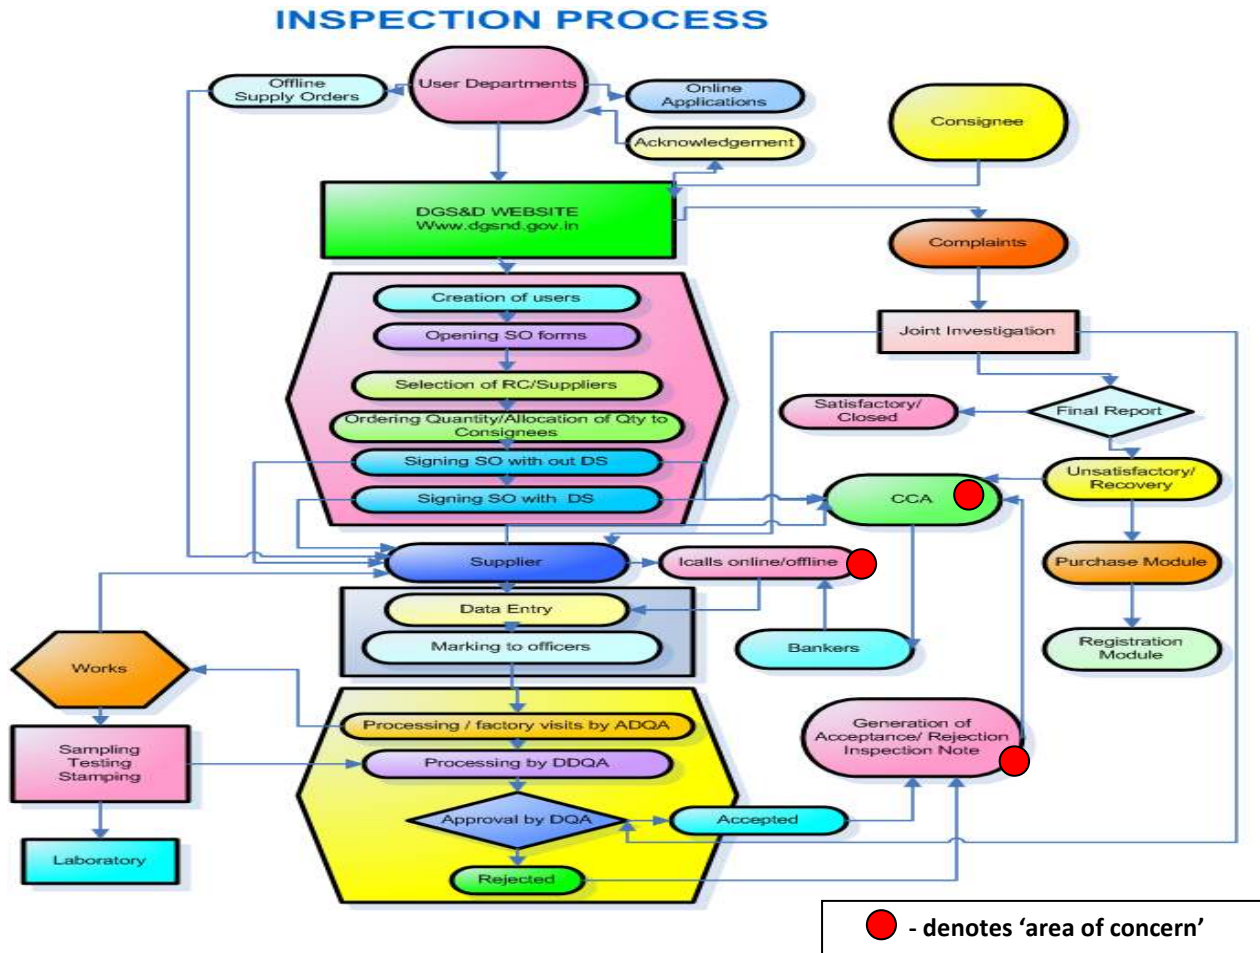 INSPECTION PROCESS
Offline
Supply Orders
User Departments
Online
Applications
Acknowledgement
Consignee
DGS&D WEBSITE
Www.dgsnd.gov.in
Complaints
Creation of users
Opening SO forms
Selection of RC/Suppliers
Ordering Quantity/Allocation of Qty to
Consignees
Signing SO with out DS
Signing SO with DS
Joint Investigation
Satisfactory/
Closed
Final Report
CCA
Unsatisfactory/
Recovery
Supplier
Icalls online/offline
Purchase Module
Data Entry
Marking to officers
Bankers
Registration
Module
Works
Processing / factory visits by ADQA
Generation of
Acceptance/ Rejection
Inspection Note
Sampling
Testing
Stamping
Processing by DDQA
Approval by DQA
Accepted
Laboratory
Rejected
- denotes ‘area of concern’